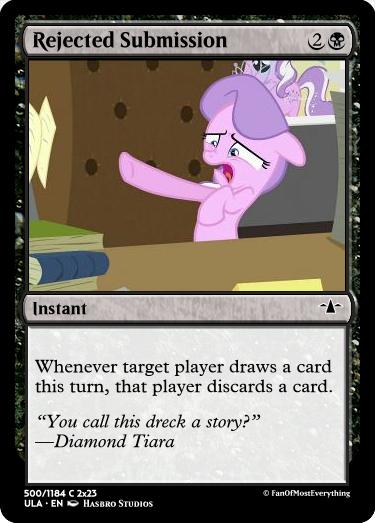 Rejected Submission 2
Instant
Whenever target player draws a card
this turn, that player discards a card.
“You call this dreck a story?”
—Diamond Tiara
500/1184 C 2x23
ULA • EN Hasbro Studios
© FanOfMostEverything